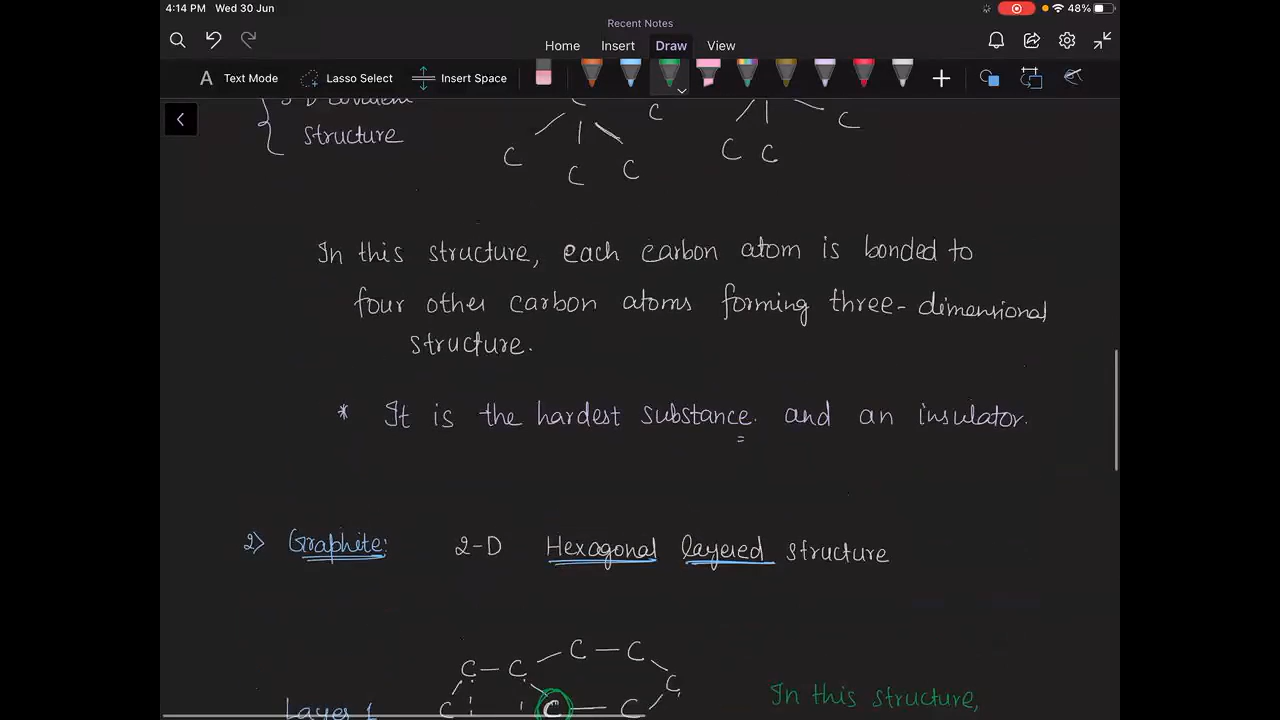 4:14 PM Wed 30 Jun
48%
Recent Notes
Home Insert Draw View
Text Mode Lasso Select Insert Space
structure
C
C C C
C C C
In this structure, each carbon atom is bonded to
four other carbon atoms forming three-dimensional
structure.
* It is the hardest substance. and an insulator.
2> Graphite: 2-D Hexagonal layered structure
C - C
C - C C
Layer 1 C C - C
In this structure,